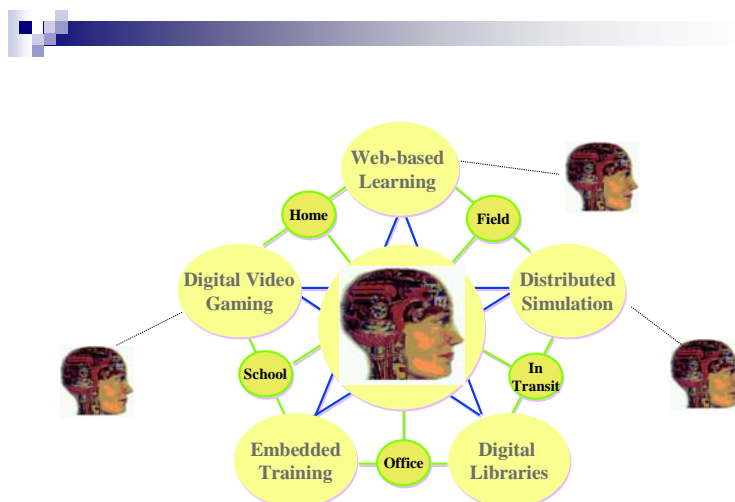 Web-based
Learning
Home
Field
Digital Video
Gaming
Distributed
Simulation
School
In
Transit
Embedded
Training
Office
Digital
Libraries